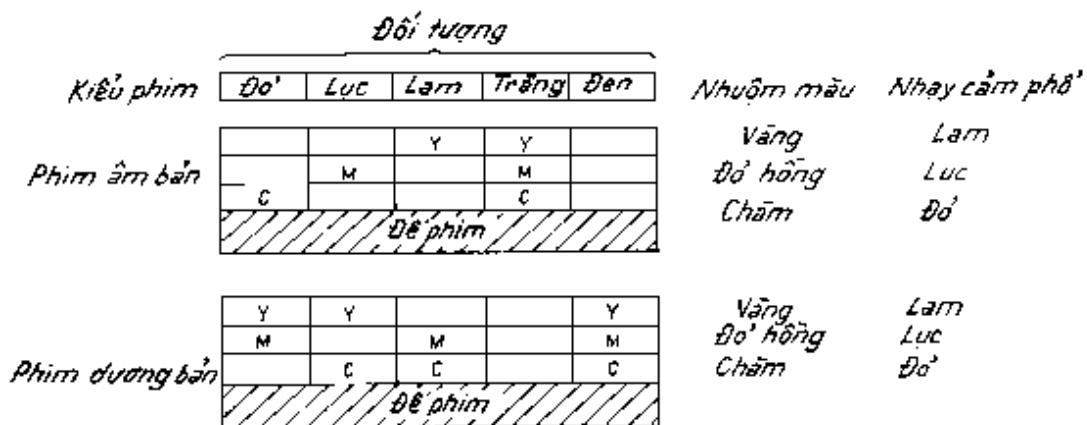 Đối tượng
Kiểu phim Đỏ Lục Lam Trắng Đen Nhuộm màu Nhạy cảm phổ
Y Y Vàng Lam
Phim âm bản M M Đỏ hồng Lục
C C Chàm Đỏ
Đế phim
Y Y Y Vàng Lam
M M M Đỏ hồng Lục
Phim dương bản C C C Chàm Đỏ
Đế phim